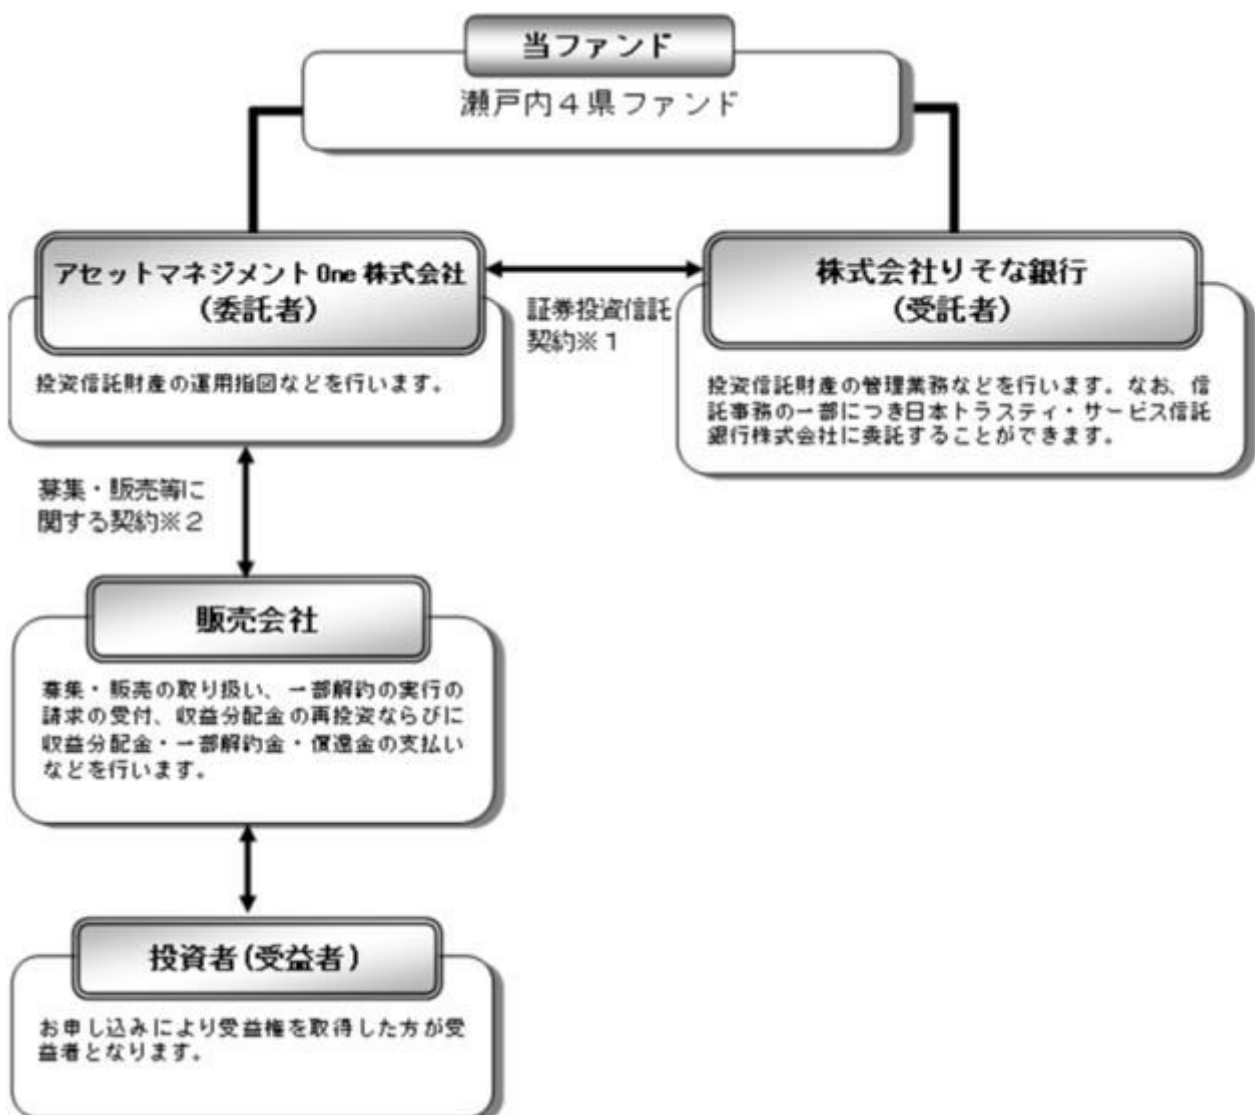 当ファンド
瀬戸内4県ファンド
アセットマネジメントOne株式会社
(委託者)
投資信託財産の運用指図などを行います。
証券投資信託
契約※1
株式会社りそな銀行
(受託者)
投資信託財産の管理業務などを行います。なお、信
託事務の一部につき日本トラスティ・サービス信託
銀行株式会社に委託することができます。
募集・販売等に
関する契約※2
販売会社
募集・販売の取り扱い、一部解約の実行の
請求の受付、収益分配金の再投資ならびに
収益分配金・一部解約金・償還金の支払い
などを行います。
投資者(受益者)
お申し込みにより受益権を取得した方が受
益者となります。